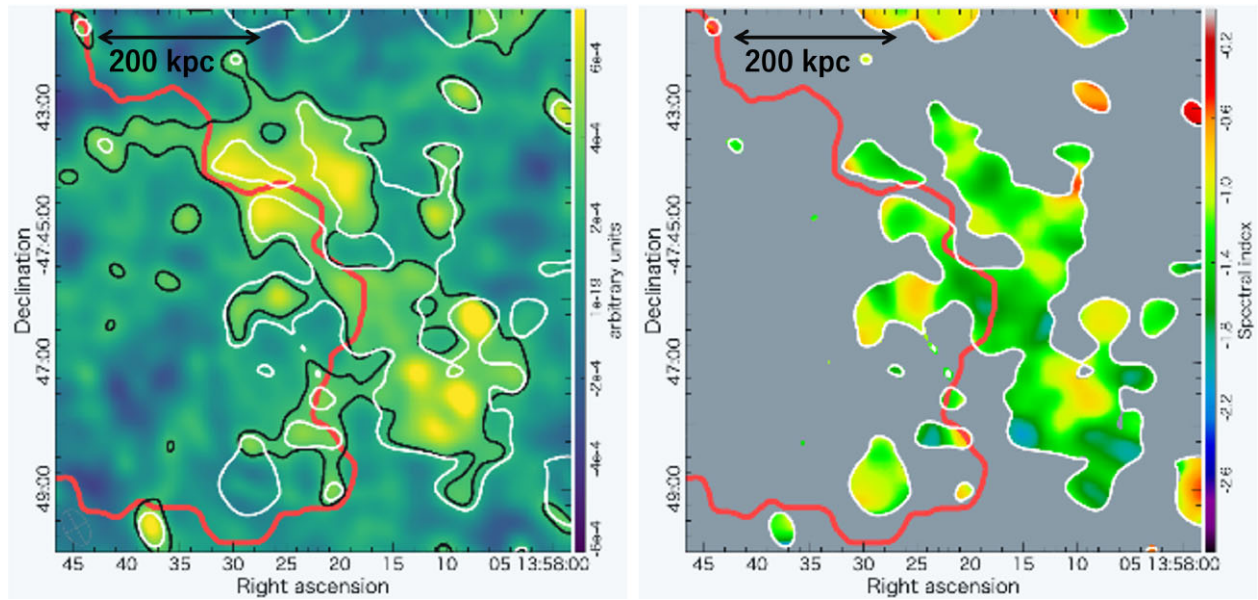 200 kpc
43:00
-47:45:00
47:00
49:00
Declination
45 40 35 30 25 20 15 10 05 13:58:00
Right ascension
6e-4
4e-4
2e-4
1e-19
-2e-4
-4e-4
-6e-4
arbitrary units
200 kpc
43:00
-47:45:00
47:00
49:00
Declination
45 40 35 30 25 20 15 10 05 13:58:00
Right ascension
-0.2
-0.6
-1.0
-1.4
-1.8
-2.2
-2.6
Spectral index